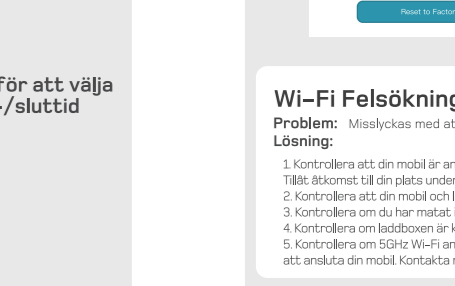 för att välja
-/sluttid
Reset to Factor
Wi-Fi Felsökning
Problem: Misslyckas med at
Lösning:
1. Kontrollera att din mobil är an
Tillåt åtkomst till din plats under
2. Kontrollera att din mobil och l
3. Kontrollera om du har matat i
4. Kontrollera om laddboxen är k
5. Kontrollera om 5GHz Wi-Fi an
att ansluta din mobil. Kontakta r